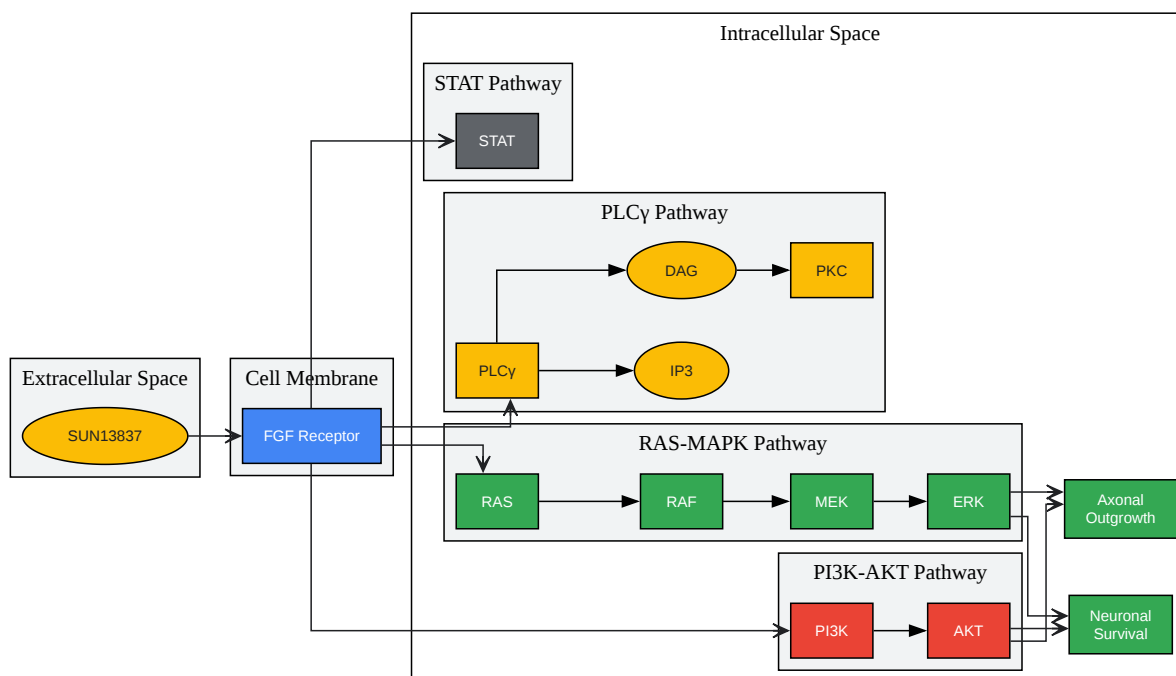 Intracellular Space
STAT Pathway
STAT
PLCγ Pathway
DAG
PKC
PLCγ
IP3
Extracellular Space
SUN13837
Cell Membrane
FGF Receptor
RAS-MAPK Pathway
RAS
RAF
MEK
ERK
Axonal
Outgrowth
PI3K-AKT Pathway
PI3K
AKT
Neuronal
Survival